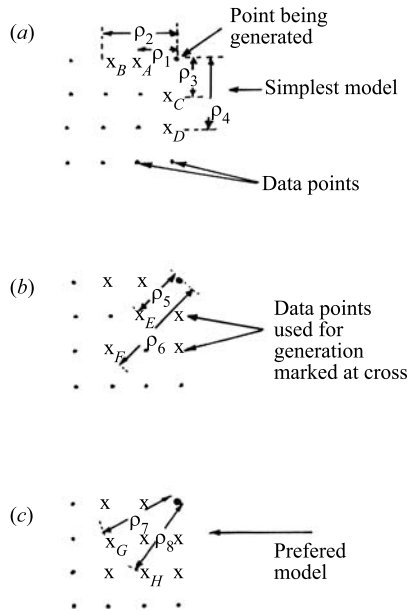 (a)
ρ2
Point being
generated
xB xA
ρ1
ρ3
xC
Simplest model
ρ4
xD
Data points
(b)
x x
ρ5
xE x
Data points
used for
generation
marked at cross
xF
ρ6
x
(c)
x x
ρ7
xG x
ρ8
x
Prefered
model
x xH x